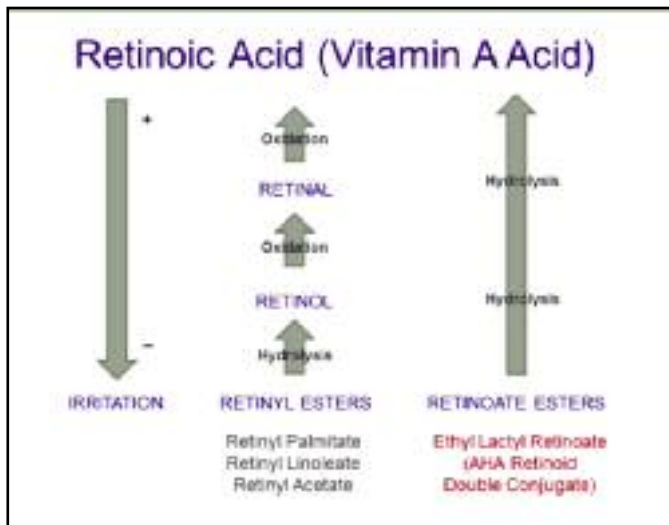 Retinoic Acid (Vitamin A Acid)
+
Oxidation
RETINAL
Hydrolysis
Oxidation
RETINOL
Hydrolysis
–
Hydrolysis
IRRITATION
RETINYL ESTERS
RETINOATE ESTERS
Retinyl Palmitate
Retinyl Linoleate
Retinyl Acetate
Ethyl Lactyl Retinoate
(AHA Retinoid
Double Conjugate)